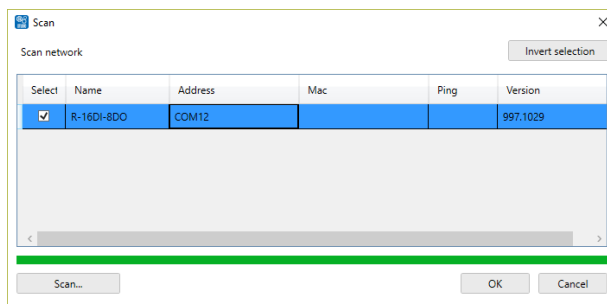 Scan
Scan network
Invert selection
Select Name Address Mac Ping Version
R-16DI-8DO COM12 997.1029
Scan...
OK
Cancel